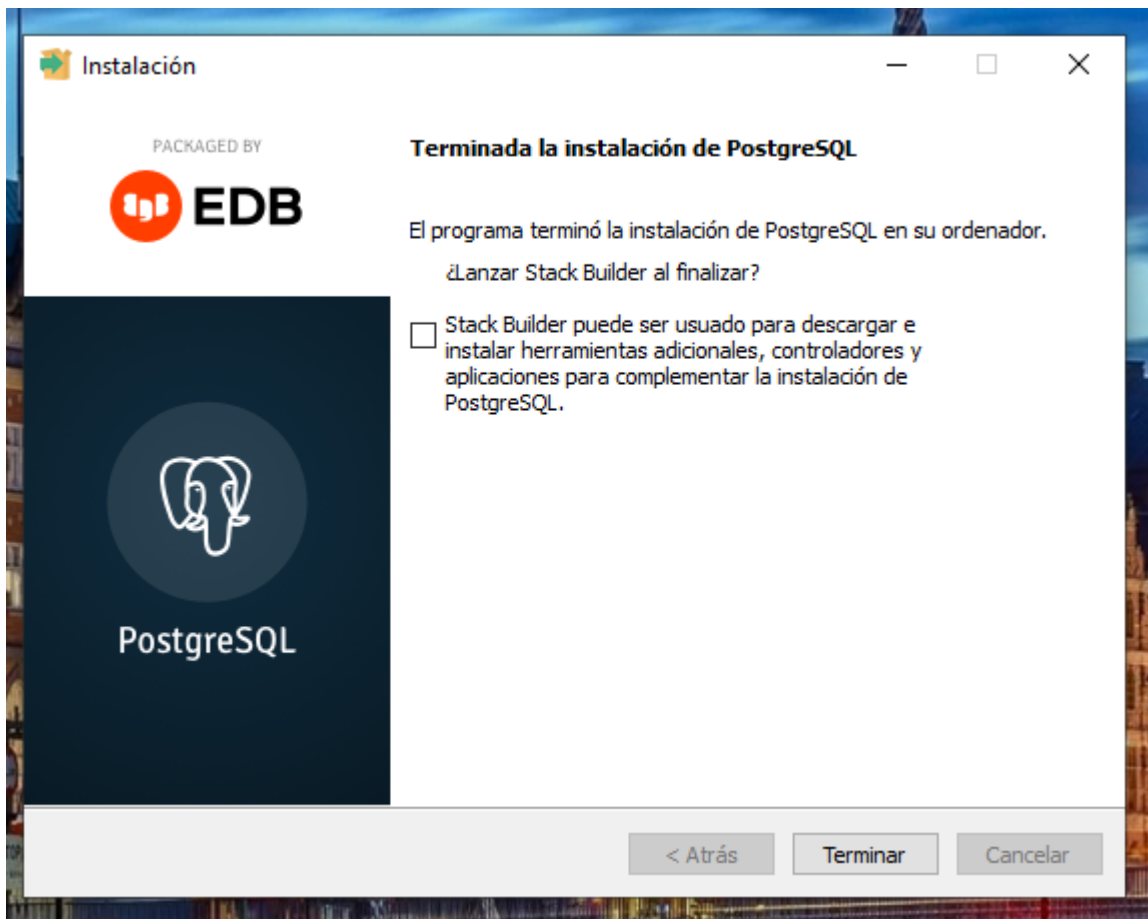 Instalación
PACKAGED BY
EDB
Terminada la instalación de PostgreSQL
El programa terminó la instalación de PostgreSQL en su ordenador.
¿Lanzar Stack Builder al finalizar?
Stack Builder puede ser usado para descargar e
instalar herramientas adicionales, controladores y
aplicaciones para complementar la instalación de
PostgreSQL.
PostgreSQL
< Atrás
Terminar
Cancelar